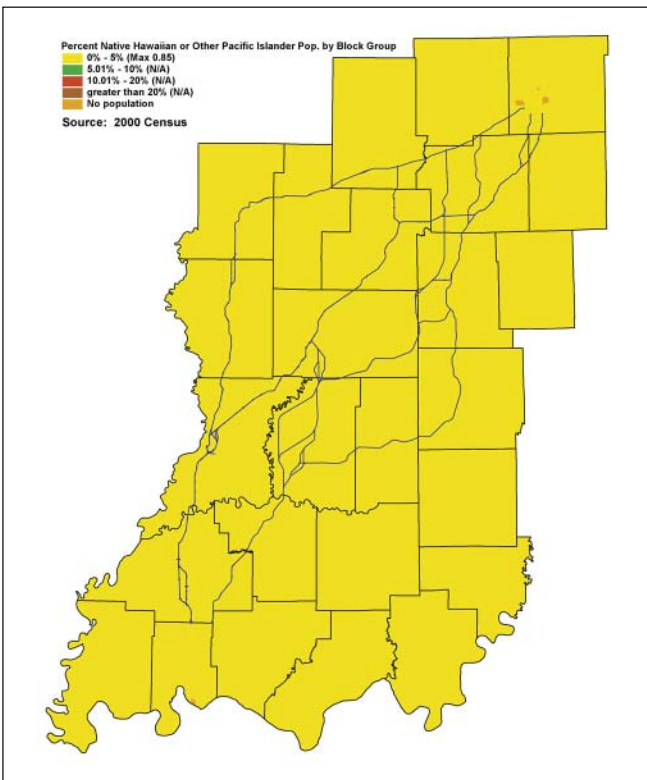 Percent Native Hawaiian or Other Pacific Islander Pop. by Block Group
0% - 5% (Max 0.85)
5.01% - 10% (N/A)
10.01% - 20% (N/A)
greater than 20% (N/A)
No population
Source: 2000 Census